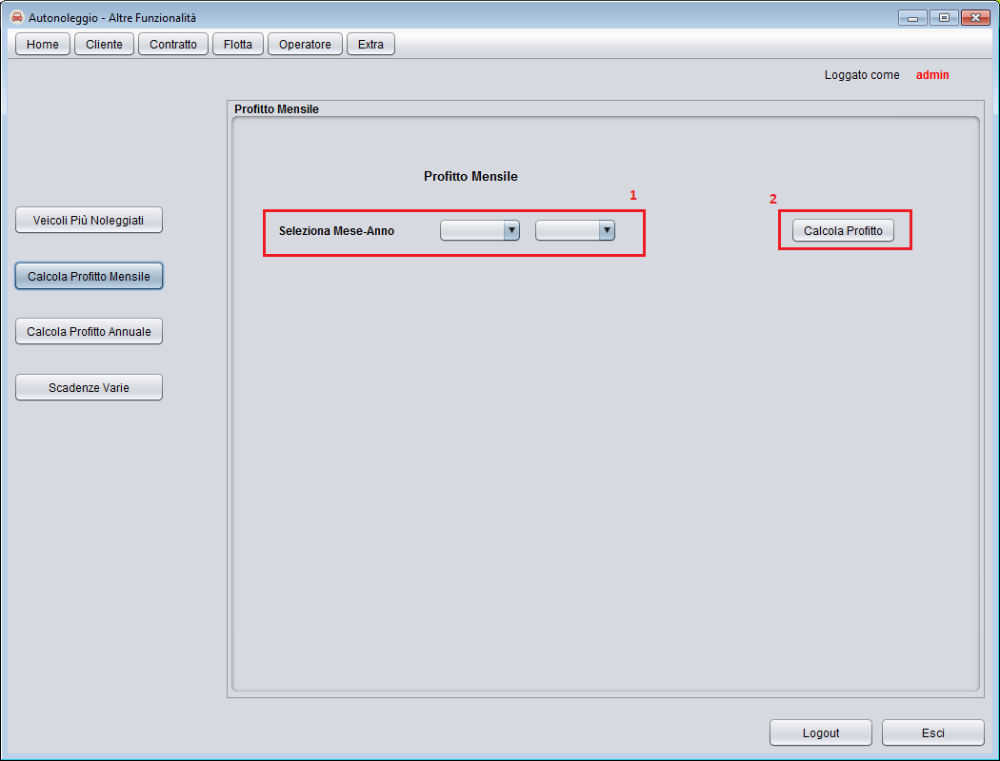 Autonoleggio - Altre Funzionalità
Home Cliente Contratto Flotta Operatore Extra
Loggato come admin
Profitto Mensile
Profitto Mensile
1 2
Veicoli Più Noleggiati
Seleziona Mese-Anno Calcola Profitto
Calcola Profitto Mensile
Calcola Profitto Annuale
Scadenze Varie
Logout Esci